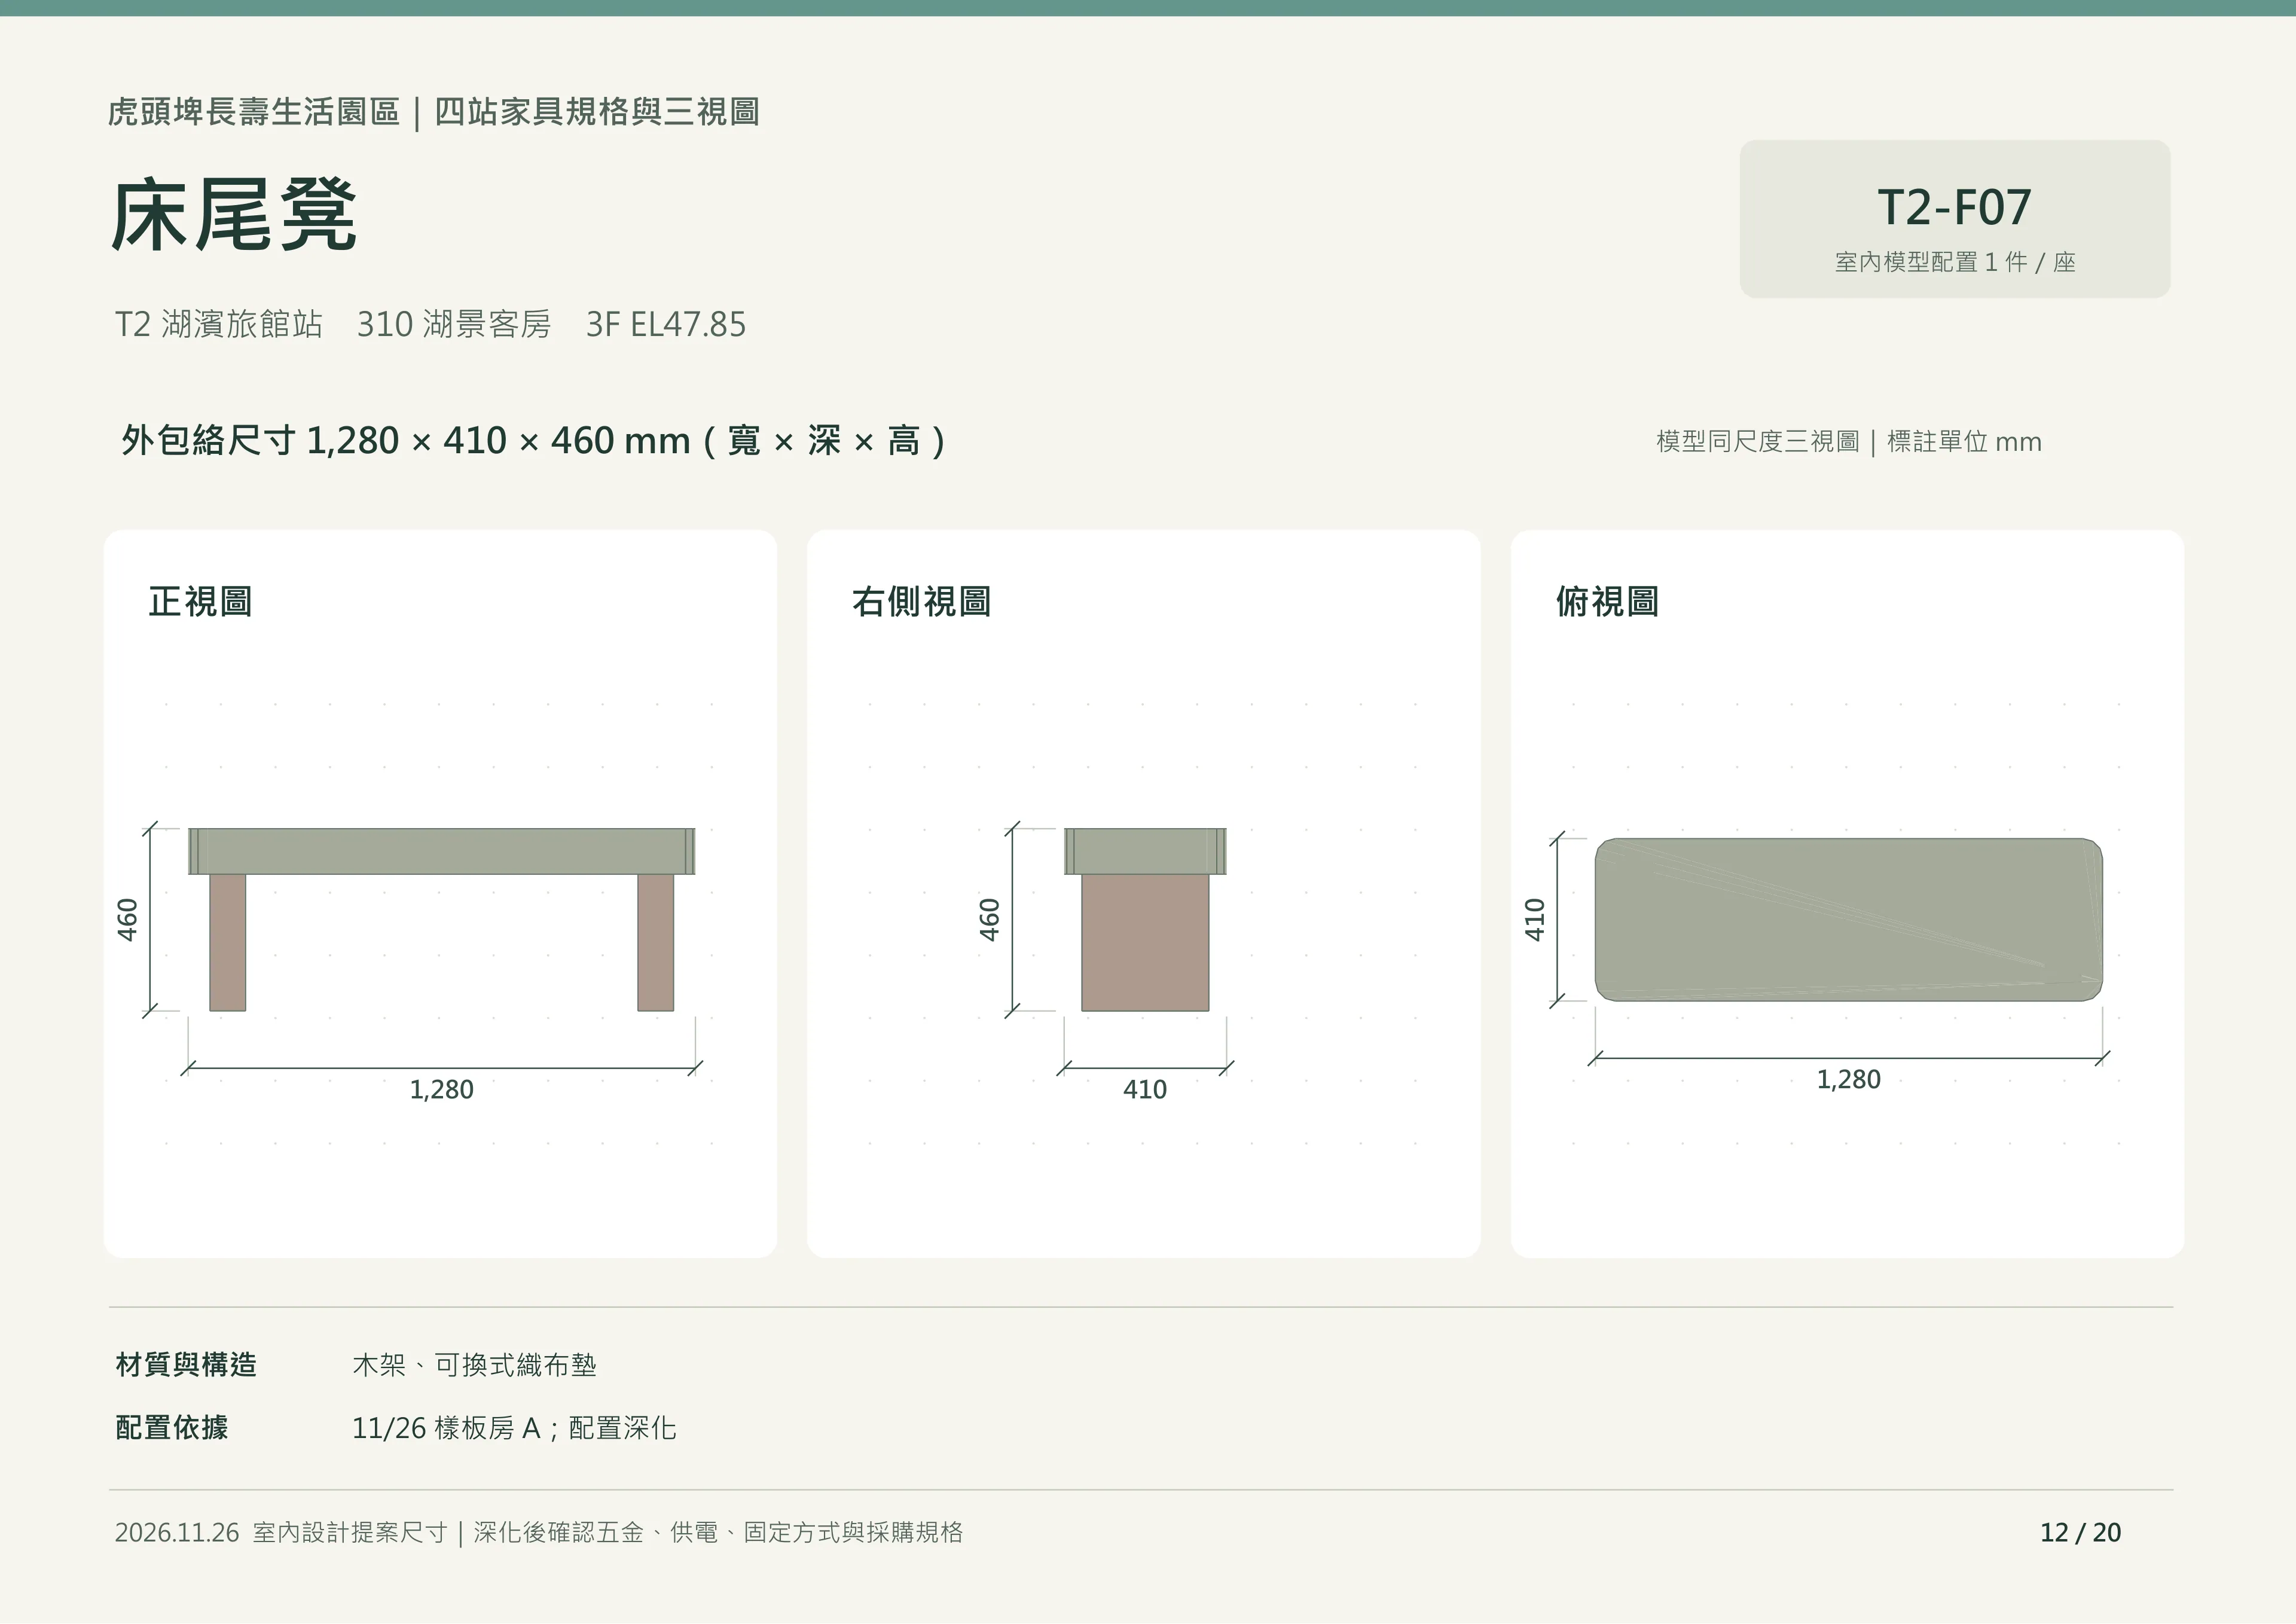 虎頭埤長壽生活園區｜四站家具規格與三視圖
床尾凳
T2-F07
室內模型配置 1 件 / 座
T2 湖濱旅館站　310 湖景客房　3F EL47.85
外包絡尺寸 1,280 × 410 × 460 mm ( 寬 × 深 × 高 )
模型同尺度三視圖｜標註單位 mm
正視圖
460
1,280
右側視圖
460
410
俯視圖
410
1,280
材質與構造　木架、可換式織布墊
配置依據　11/26 樣板房 A；配置深化
2026.11.26 室內設計提案尺寸｜深化後確認五金、供電、固定方式與採購規格
12 / 20